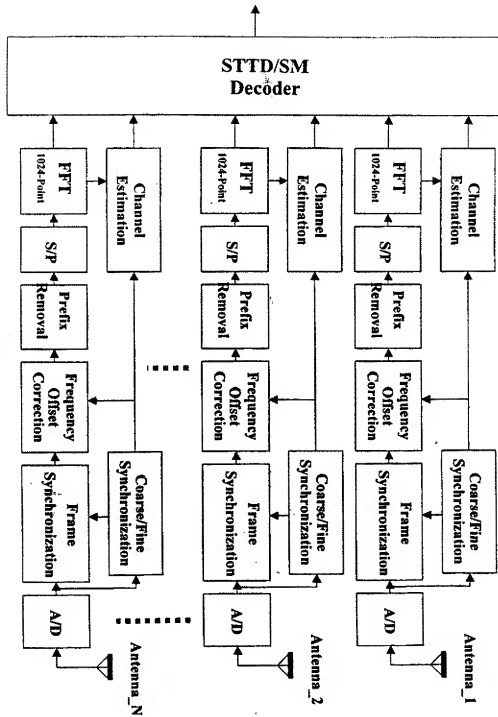 STTD/SM
Decoder
FFT
1024-Point
Channel
Estimation
S/P
Prefix
Removal
Frequency
Offset
Correction
Frame
Synchronization
Coarse/Fine
Synchronization
A/D
Antenna_N
FFT
1024-Point
Channel
Estimation
S/P
Prefix
Removal
Frequency
Offset
Correction
Frame
Synchronization
Coarse/Fine
Synchronization
A/D
Antenna_2
FFT
1024-Point
Channel
Estimation
S/P
Prefix
Removal
Frequency
Offset
Correction
Frame
Synchronization
Coarse/Fine
Synchronization
A/D
Antenna_1